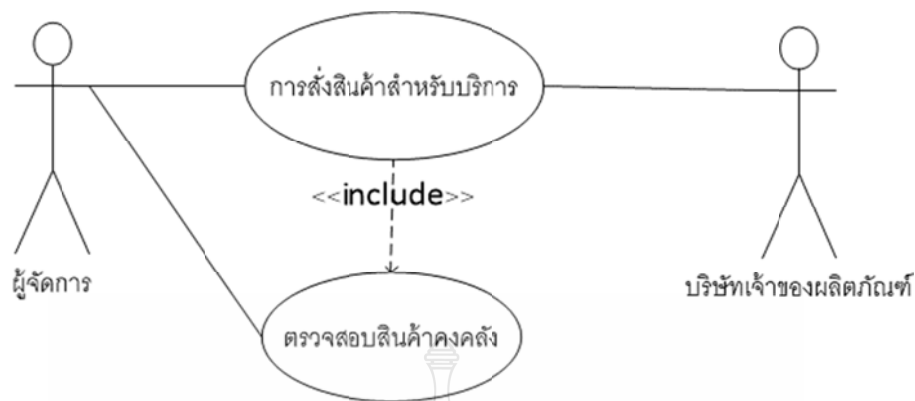 การสั่งสินค้าสำหรับบริการ
<<include>>
ผู้จัดการ
บริษัทเจ้าของผลิตภัณฑ์
ตรวจสอบสินค้าคงคลัง